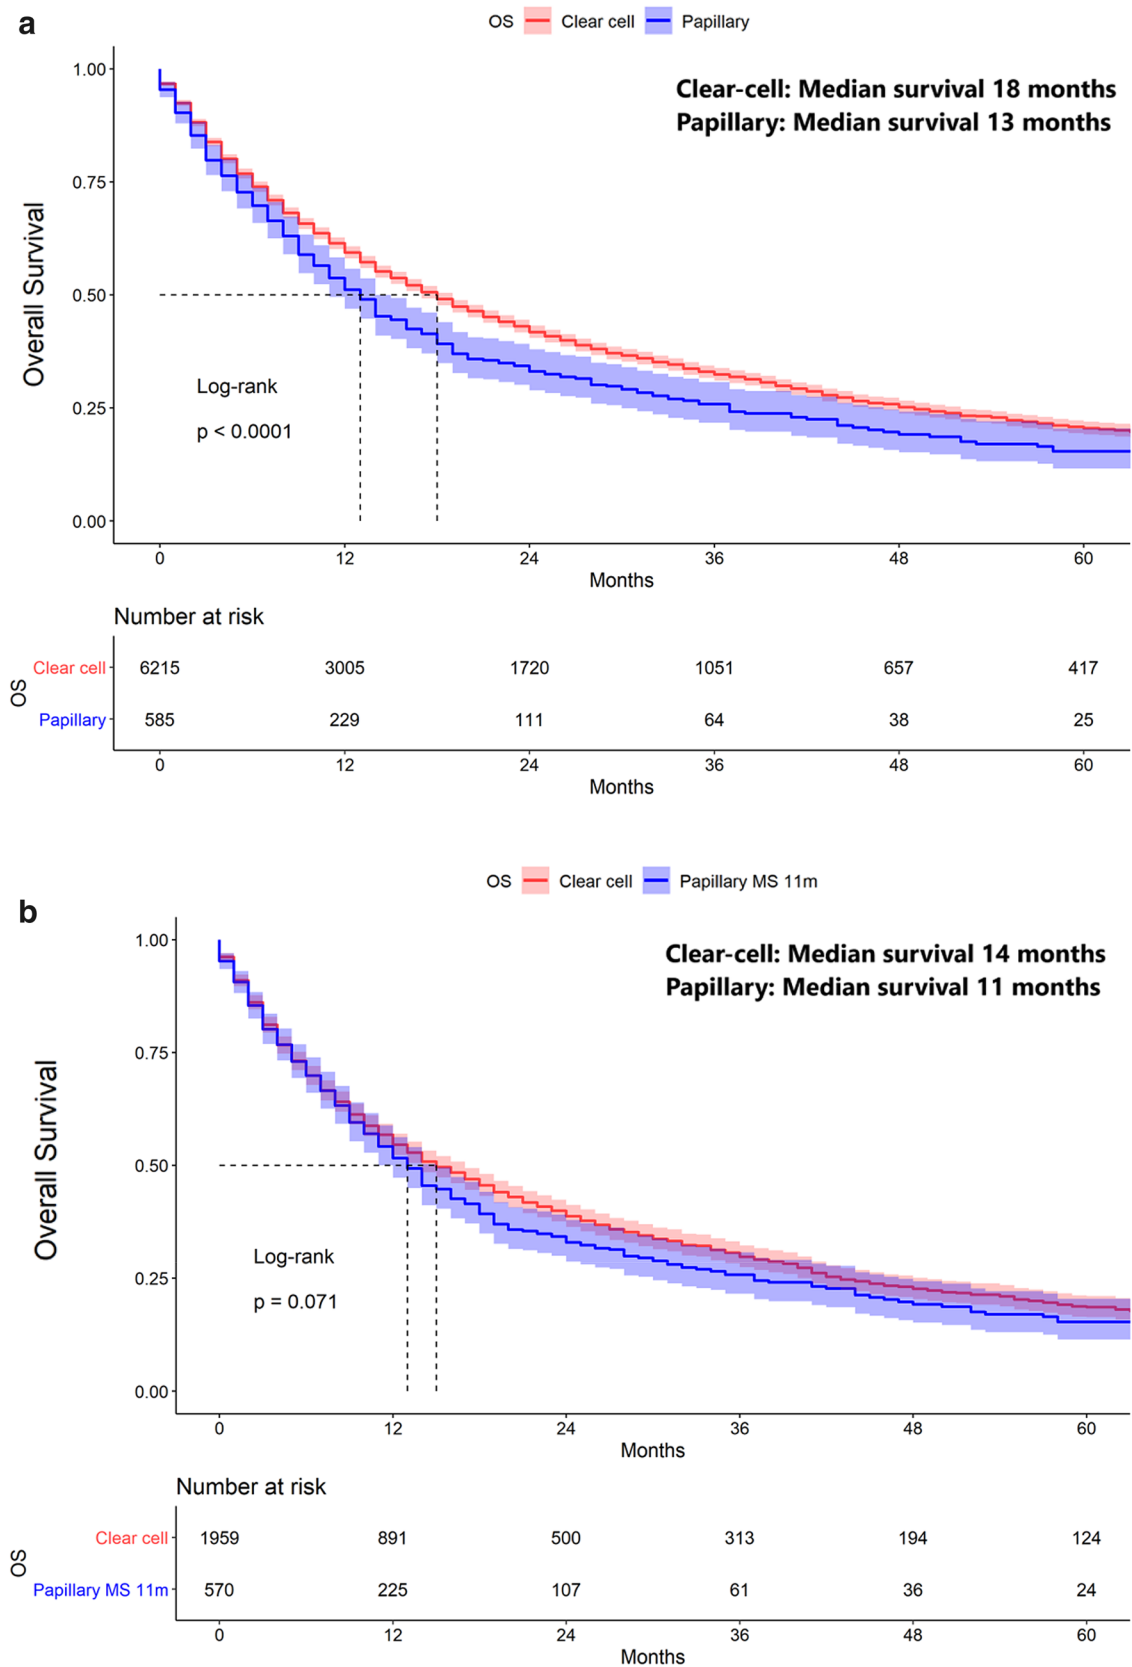 a
OS Clear cell Papillary
Clear-cell: Median survival 18 months
Papillary: Median survival 13 months
Overall Survival
1.00
0.75
0.50
0.25
0.00
Log-rank
p < 0.0001
0 12 24 36 48 60
Months
Number at risk
OS
Clear cell 6215 3005 1720 1051 657 417
Papillary 585 229 111 64 38 25
0 12 24 36 48 60
Months
b
OS Clear cell Papillary MS 11m
Clear-cell: Median survival 14 months
Papillary: Median survival 11 months
Overall Survival
1.00
0.75
0.50
0.25
0.00
Log-rank
p = 0.071
0 12 24 36 48 60
Months
Number at risk
OS
Clear cell 1959 891 500 313 194 124
Papillary MS 11m 570 225 107 61 36 24
0 12 24 36 48 60
Months